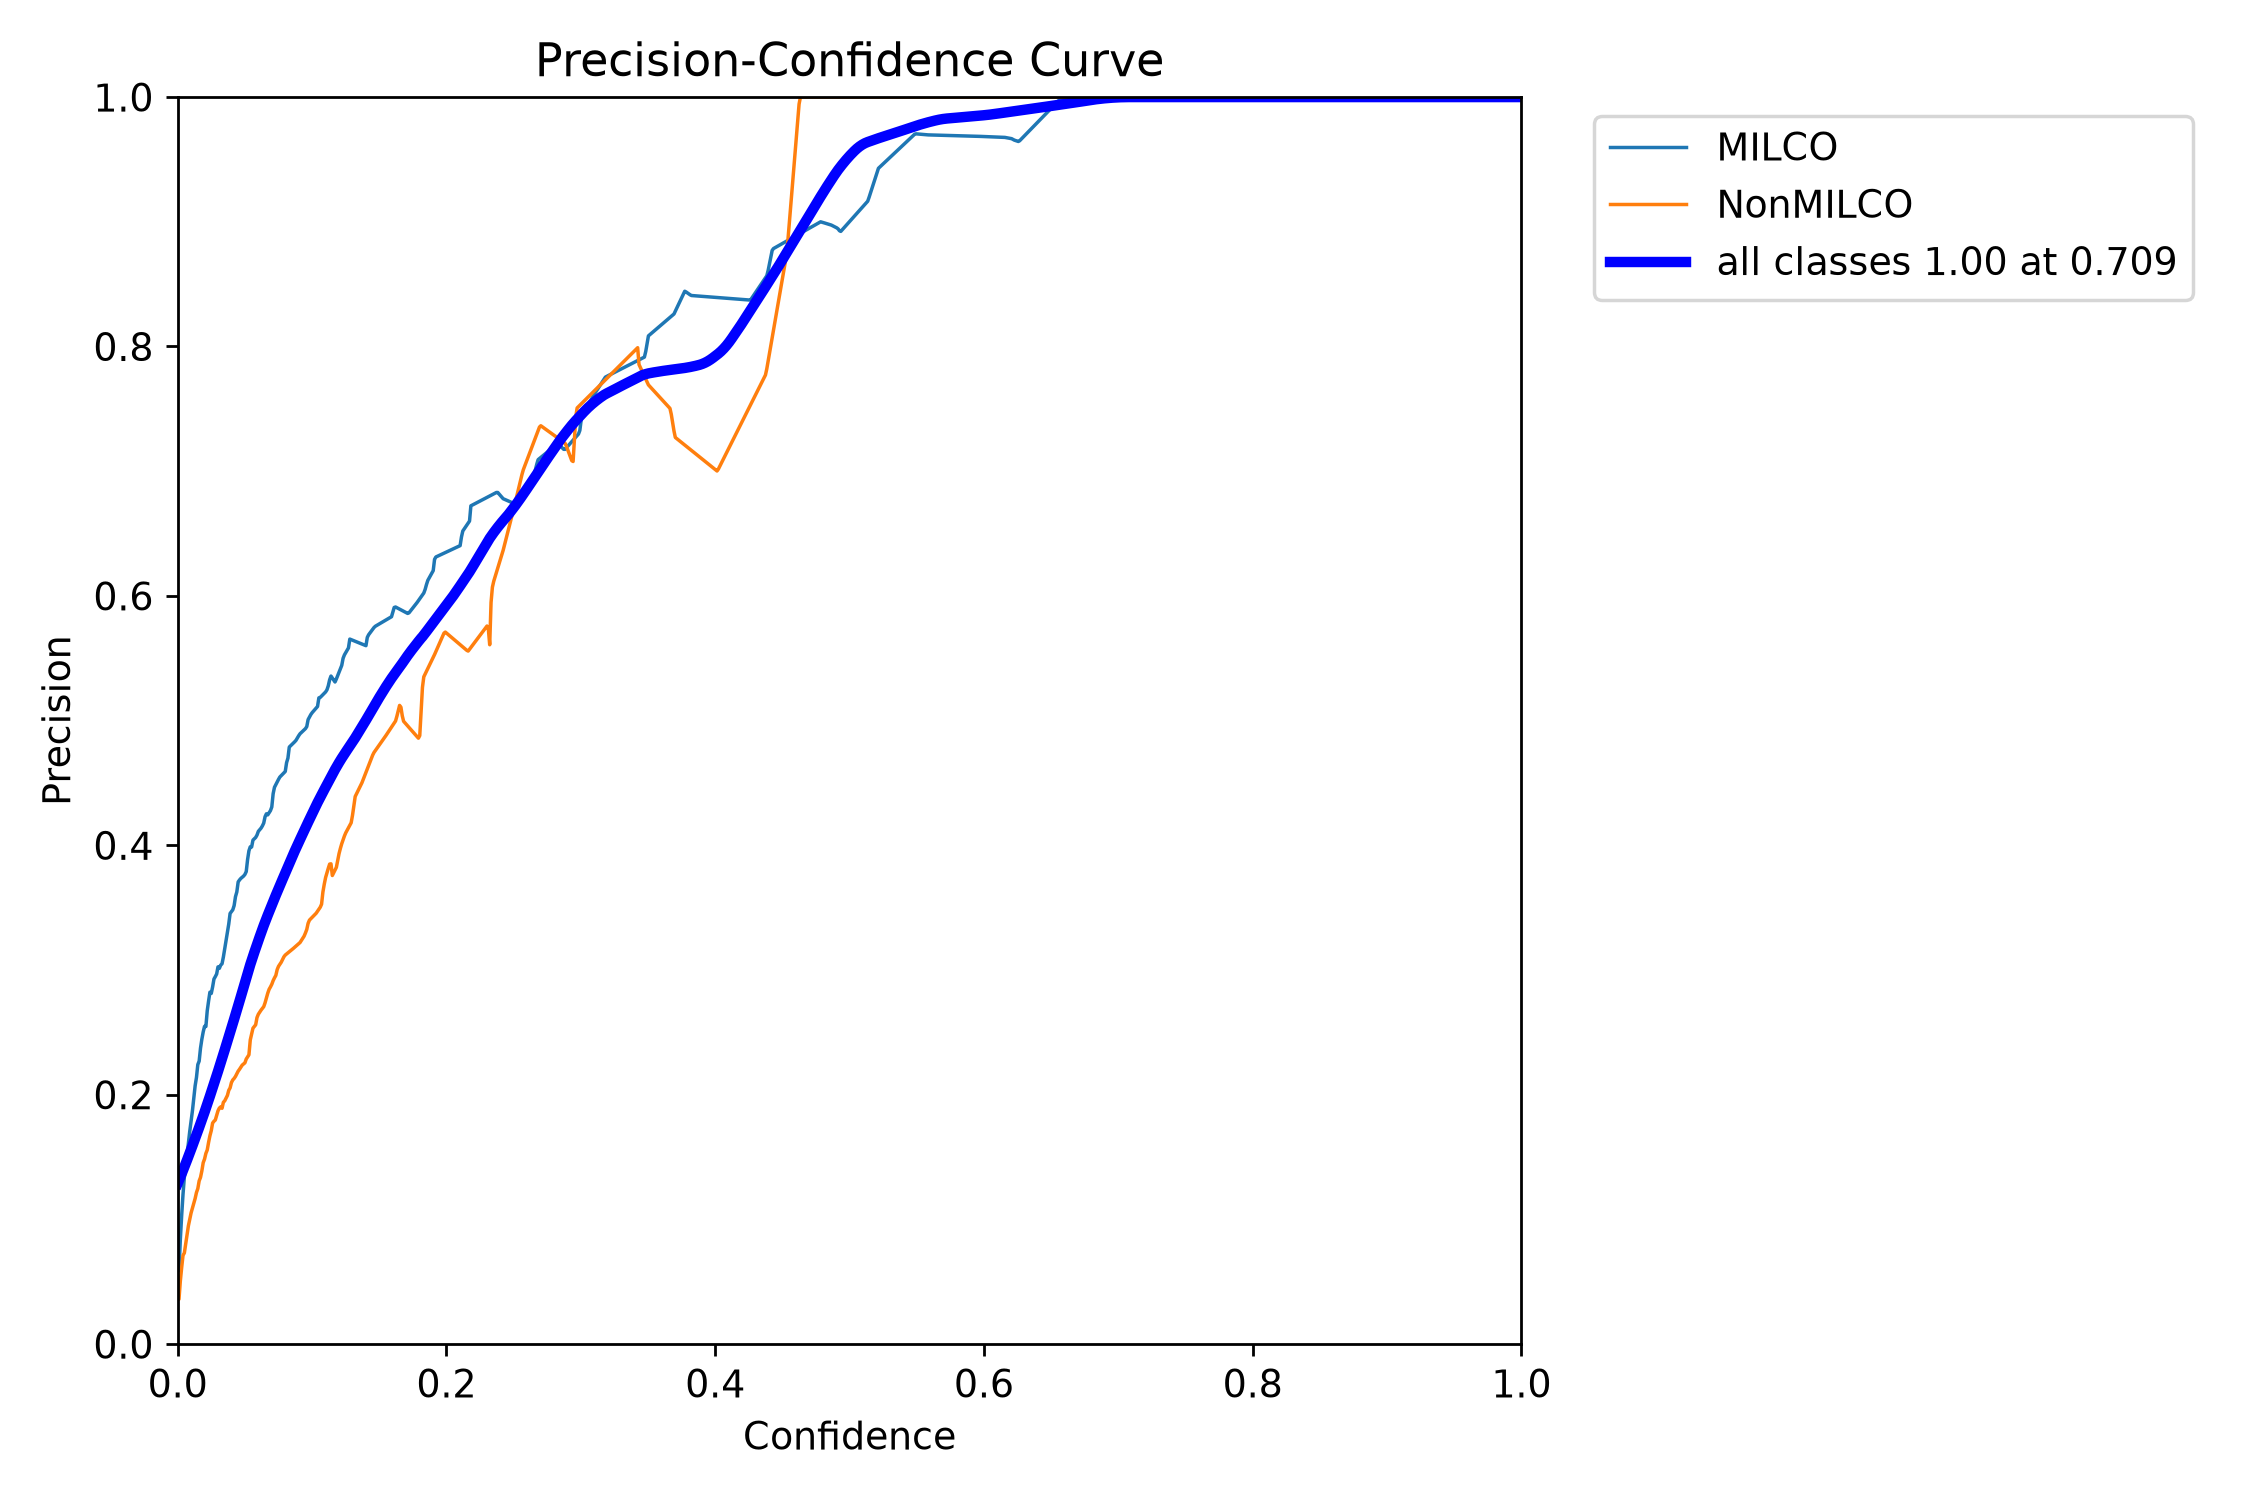 Precision-Confidence Curve
1.0
0.8
0.6
0.4
0.2
0.0
Precision
0.0 0.2 0.4 0.6 0.8 1.0
Confidence
MILCO
NonMILCO
all classes 1.00 at 0.709